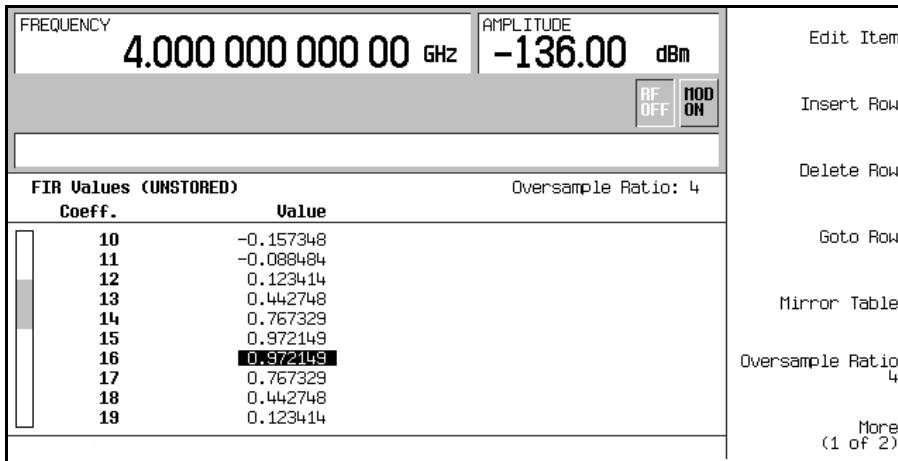 FREQUENCY
4.000 000 000 00 GHz
AMPLITUDE
-136.00 dBm
RF OFF
MOD ON
FIR Values (UNSTORED) Oversample Ratio: 4
Coeff. Value
10 -0.157348
11 -0.088484
12 0.123414
13 0.442748
14 0.767329
15 0.972149
16 0.972149
17 0.767329
18 0.442748
19 0.123414
Edit Item
Insert Row
Delete Row
Goto Row
Mirror Table
Oversample Ratio
4
More
(1 of 2)